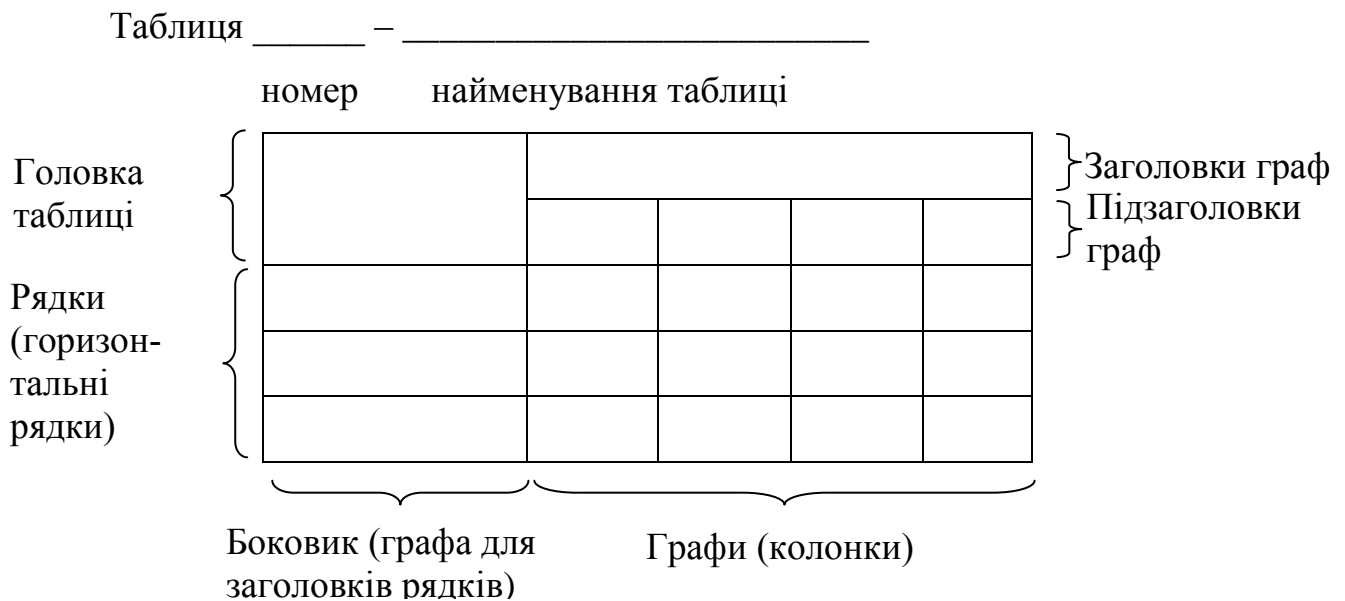 Таблиця ______ – _________________________
номер найменування таблиці
Головка
таблиці
Заголовки граф
Підзаголовки
граф
Рядки
(горизон-
тальні
рядки)
Боковик (графа для
заголовків рядків)
Графи (колонки)